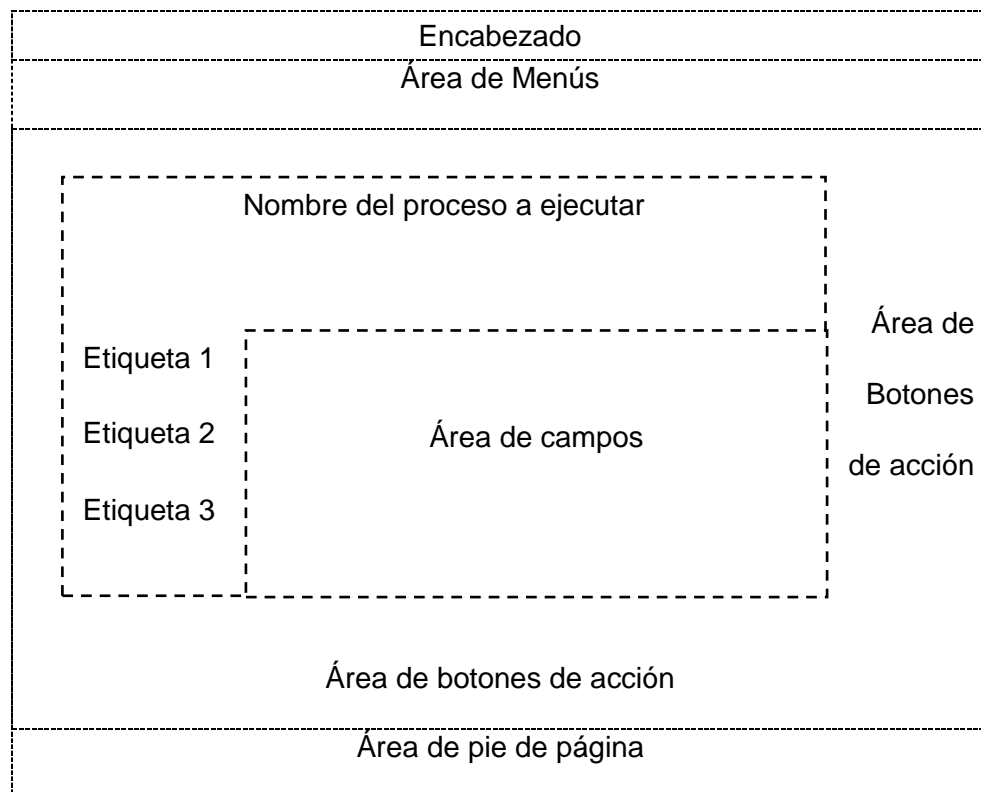 Encabezado
Área de Menús
Nombre del proceso a ejecutar
Etiqueta 1
Etiqueta 2
Etiqueta 3
Área de campos
Área de
Botones
de acción
Área de botones de acción
Área de pie de página